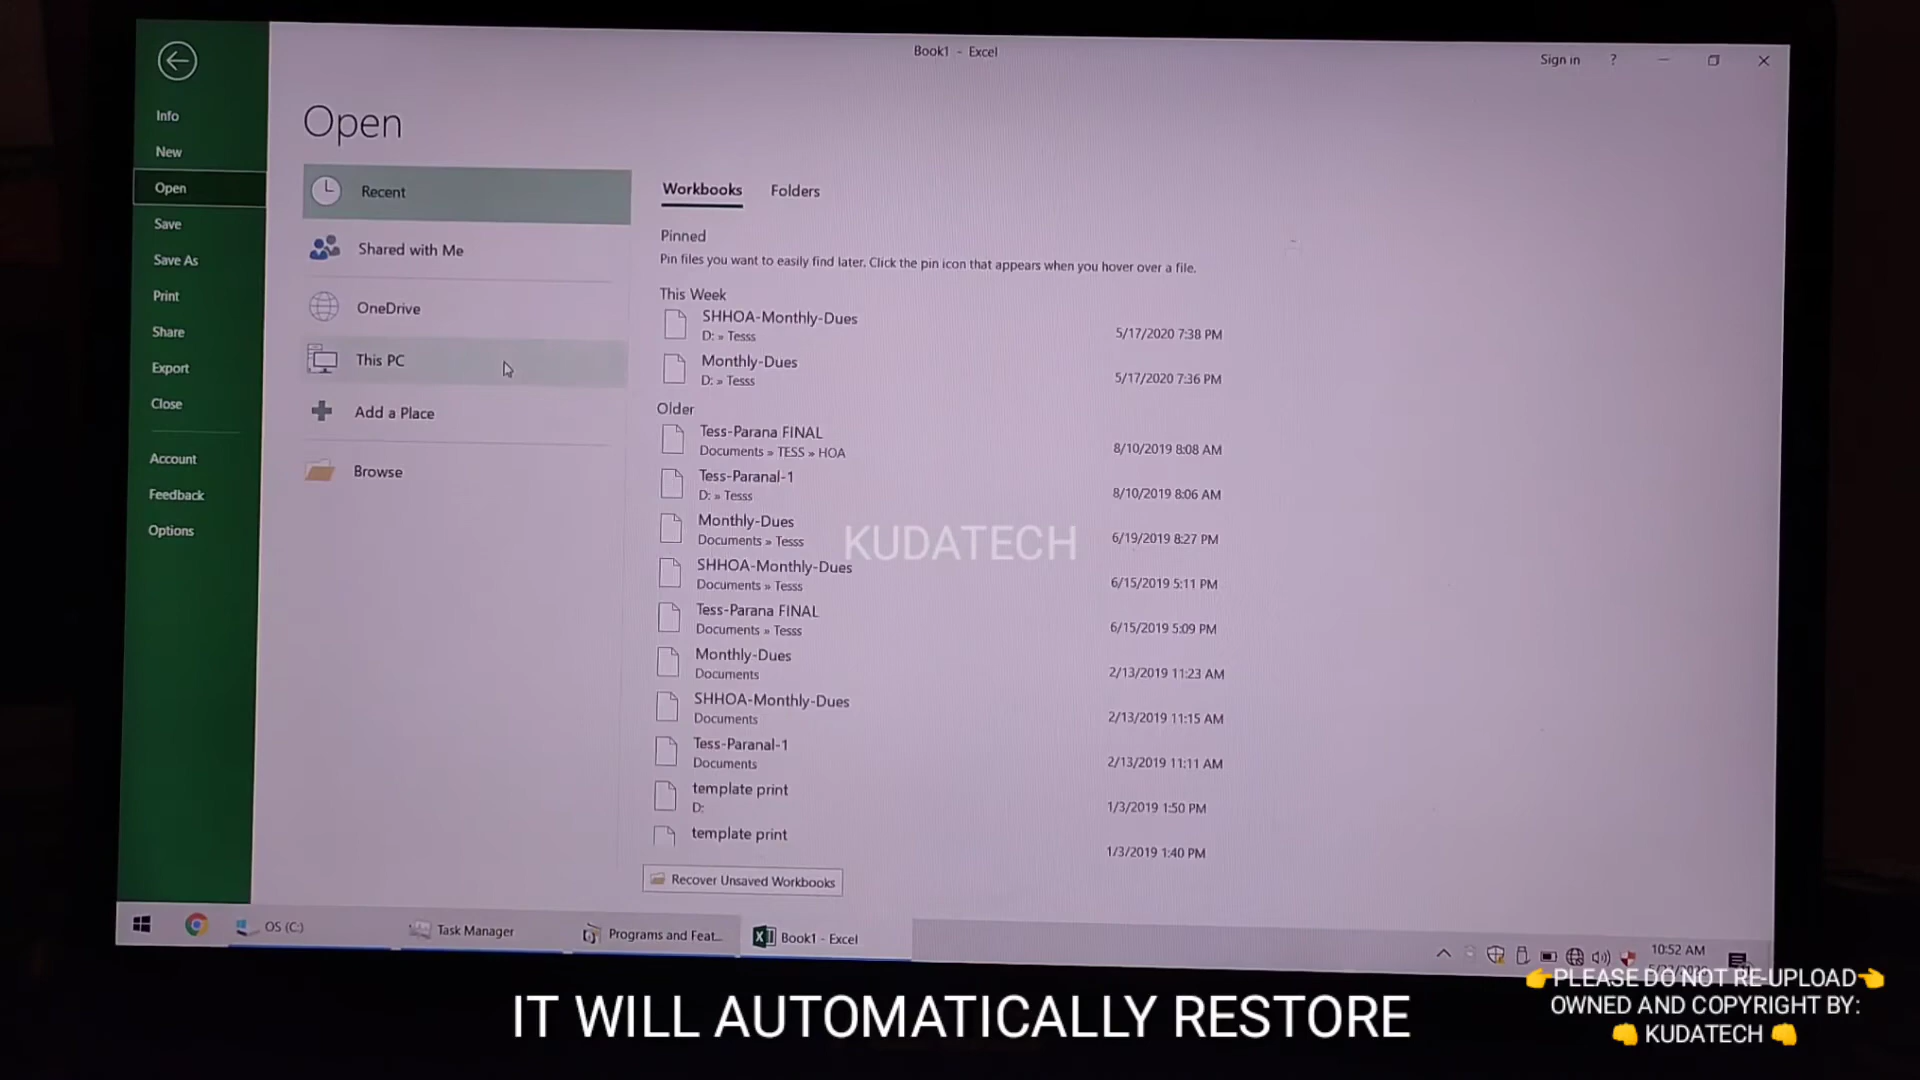 Book1 - Excel
Sign in
?
Info
New
Open
Save
Save As
Print
Share
Export
Close
Account
Feedback
Options
Open
Recent
Shared with Me
OneDrive
This PC
Add a Place
Browse
Workbooks Folders
Pinned
Pin files you want to easily find later. Click the pin icon that appears when you hover over a file.
This Week
SHHOA-Monthly-Dues
D: » Tesss
5/17/2020 7:38 PM
Monthly-Dues
D: » Tesss
5/17/2020 7:36 PM
Older
Tess-Parana FINAL
Documents » TESS » HOA
8/10/2019 8:08 AM
Tess-Paranal-1
D: » Tesss
8/10/2019 8:06 AM
Monthly-Dues
Documents » Tesss
6/19/2019 8:27 PM
SHHOA-Monthly-Dues
Documents » Tesss
6/15/2019 5:11 PM
Tess-Parana FINAL
Documents » Tesss
6/15/2019 5:09 PM
Monthly-Dues
Documents
2/13/2019 11:23 AM
SHHOA-Monthly-Dues
Documents
2/13/2019 11:15 AM
Tess-Paranal-1
Documents
2/13/2019 11:11 AM
template print
D:
1/3/2019 1:50 PM
template print
1/3/2019 1:40 PM
Recover Unsaved Workbooks
KUDATECH
OS (C:)
Task Manager
Programs and Feat...
Book1 - Excel
10:52 AM
IT WILL AUTOMATICALLY RESTORE
👉PLEASE DO NOT RE-UPLOAD👈
OWNED AND COPYRIGHT BY:
👊 KUDATECH 👊